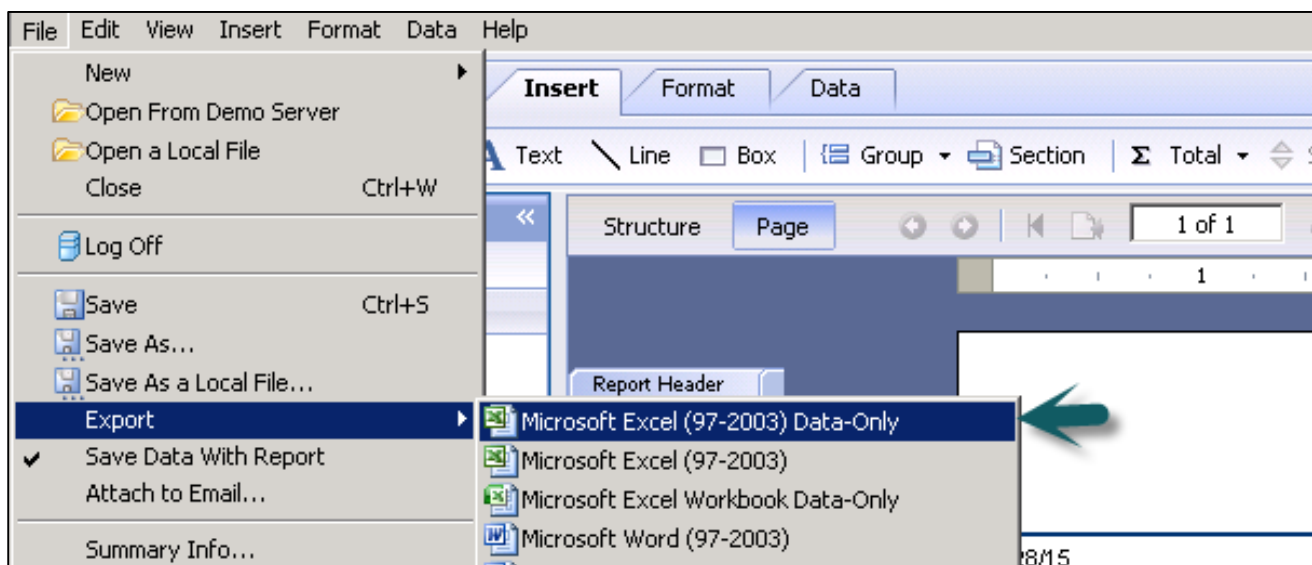 File Edit View Insert Format Data Help
New
Insert Format Data
Open From Demo Server
Open a Local File
Text Line Box Group Section Σ Total
Close Ctrl+W
Structure Page 1 of 1
Log Off
1
Save Ctrl+S
Save As...
Save As a Local File...
Report Header
Export
Microsoft Excel (97-2003) Data-Only
Save Data With Report
Microsoft Excel (97-2003)
Attach to Email...
Microsoft Excel Workbook Data-Only
Microsoft Word (97-2003)
Summary Info...
8/15